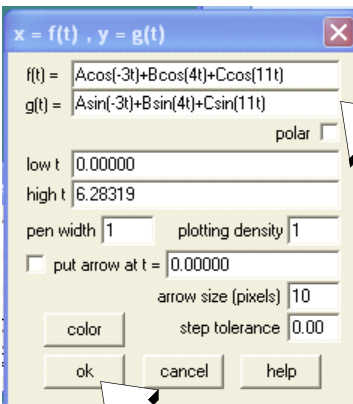 x = f(t) , y = g(t)
f(t) = Acos(-3t)+Bcos(4t)+Ccos(11t)
g(t) = Asin(-3t)+Bsin(4t)+Csin(11t)
polar
low t 0.00000
high t 6.28319
pen width 1 plotting density 1
put arrow at t = 0.00000
arrow size (pixels) 10
color step tolerance 0.00
ok cancel help